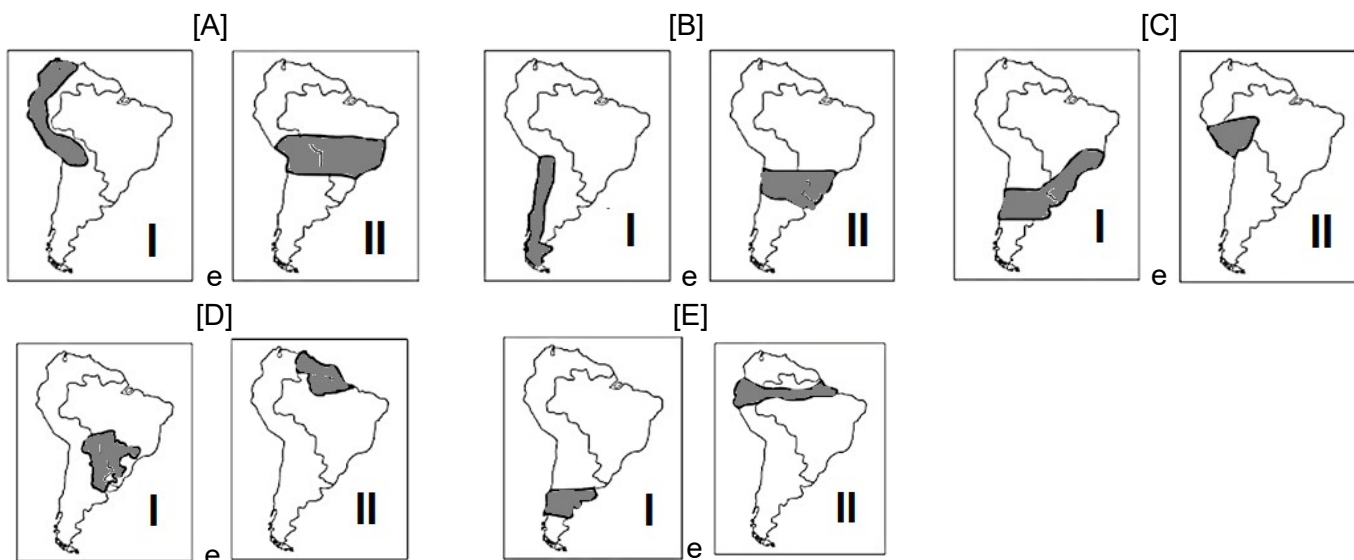 [A] [B] [C]
I e II I e II I e II
[D] [E]
I e II I e II